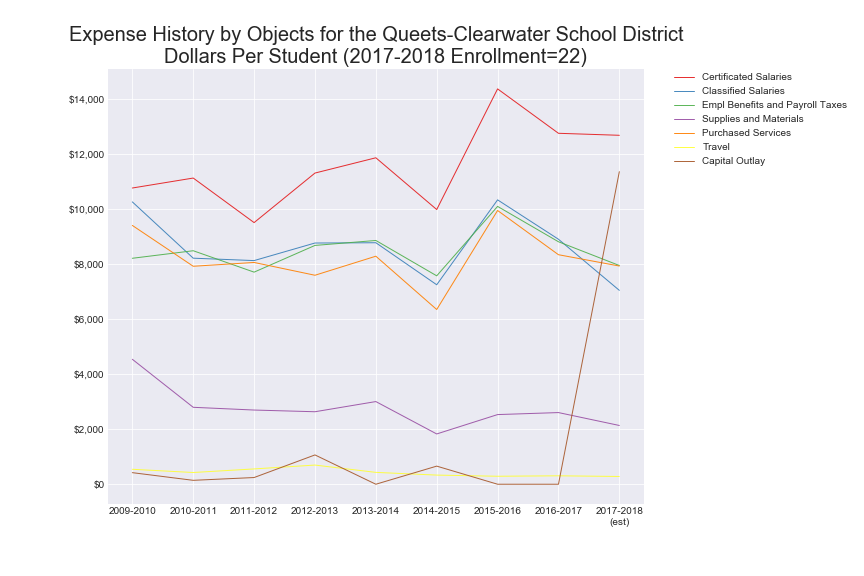 Expense History by Objects for the Queets-Clearwater School District
Dollars Per Student (2017-2018 Enrollment=22)
Certificated Salaries
Classified Salaries
Empl Benefits and Payroll Taxes
Supplies and Materials
Purchased Services
Travel
Capital Outlay
$14,000
$12,000
$10,000
$8,000
$6,000
$4,000
$2,000
$0
2009-2010 2010-2011 2011-2012 2012-2013 2013-2014 2014-2015 2015-2016 2016-2017 2017-2018
(est)